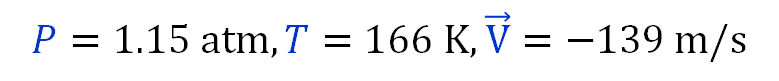 P = 1.15 atm, T = 166 K, V⃗ = −139 m/s